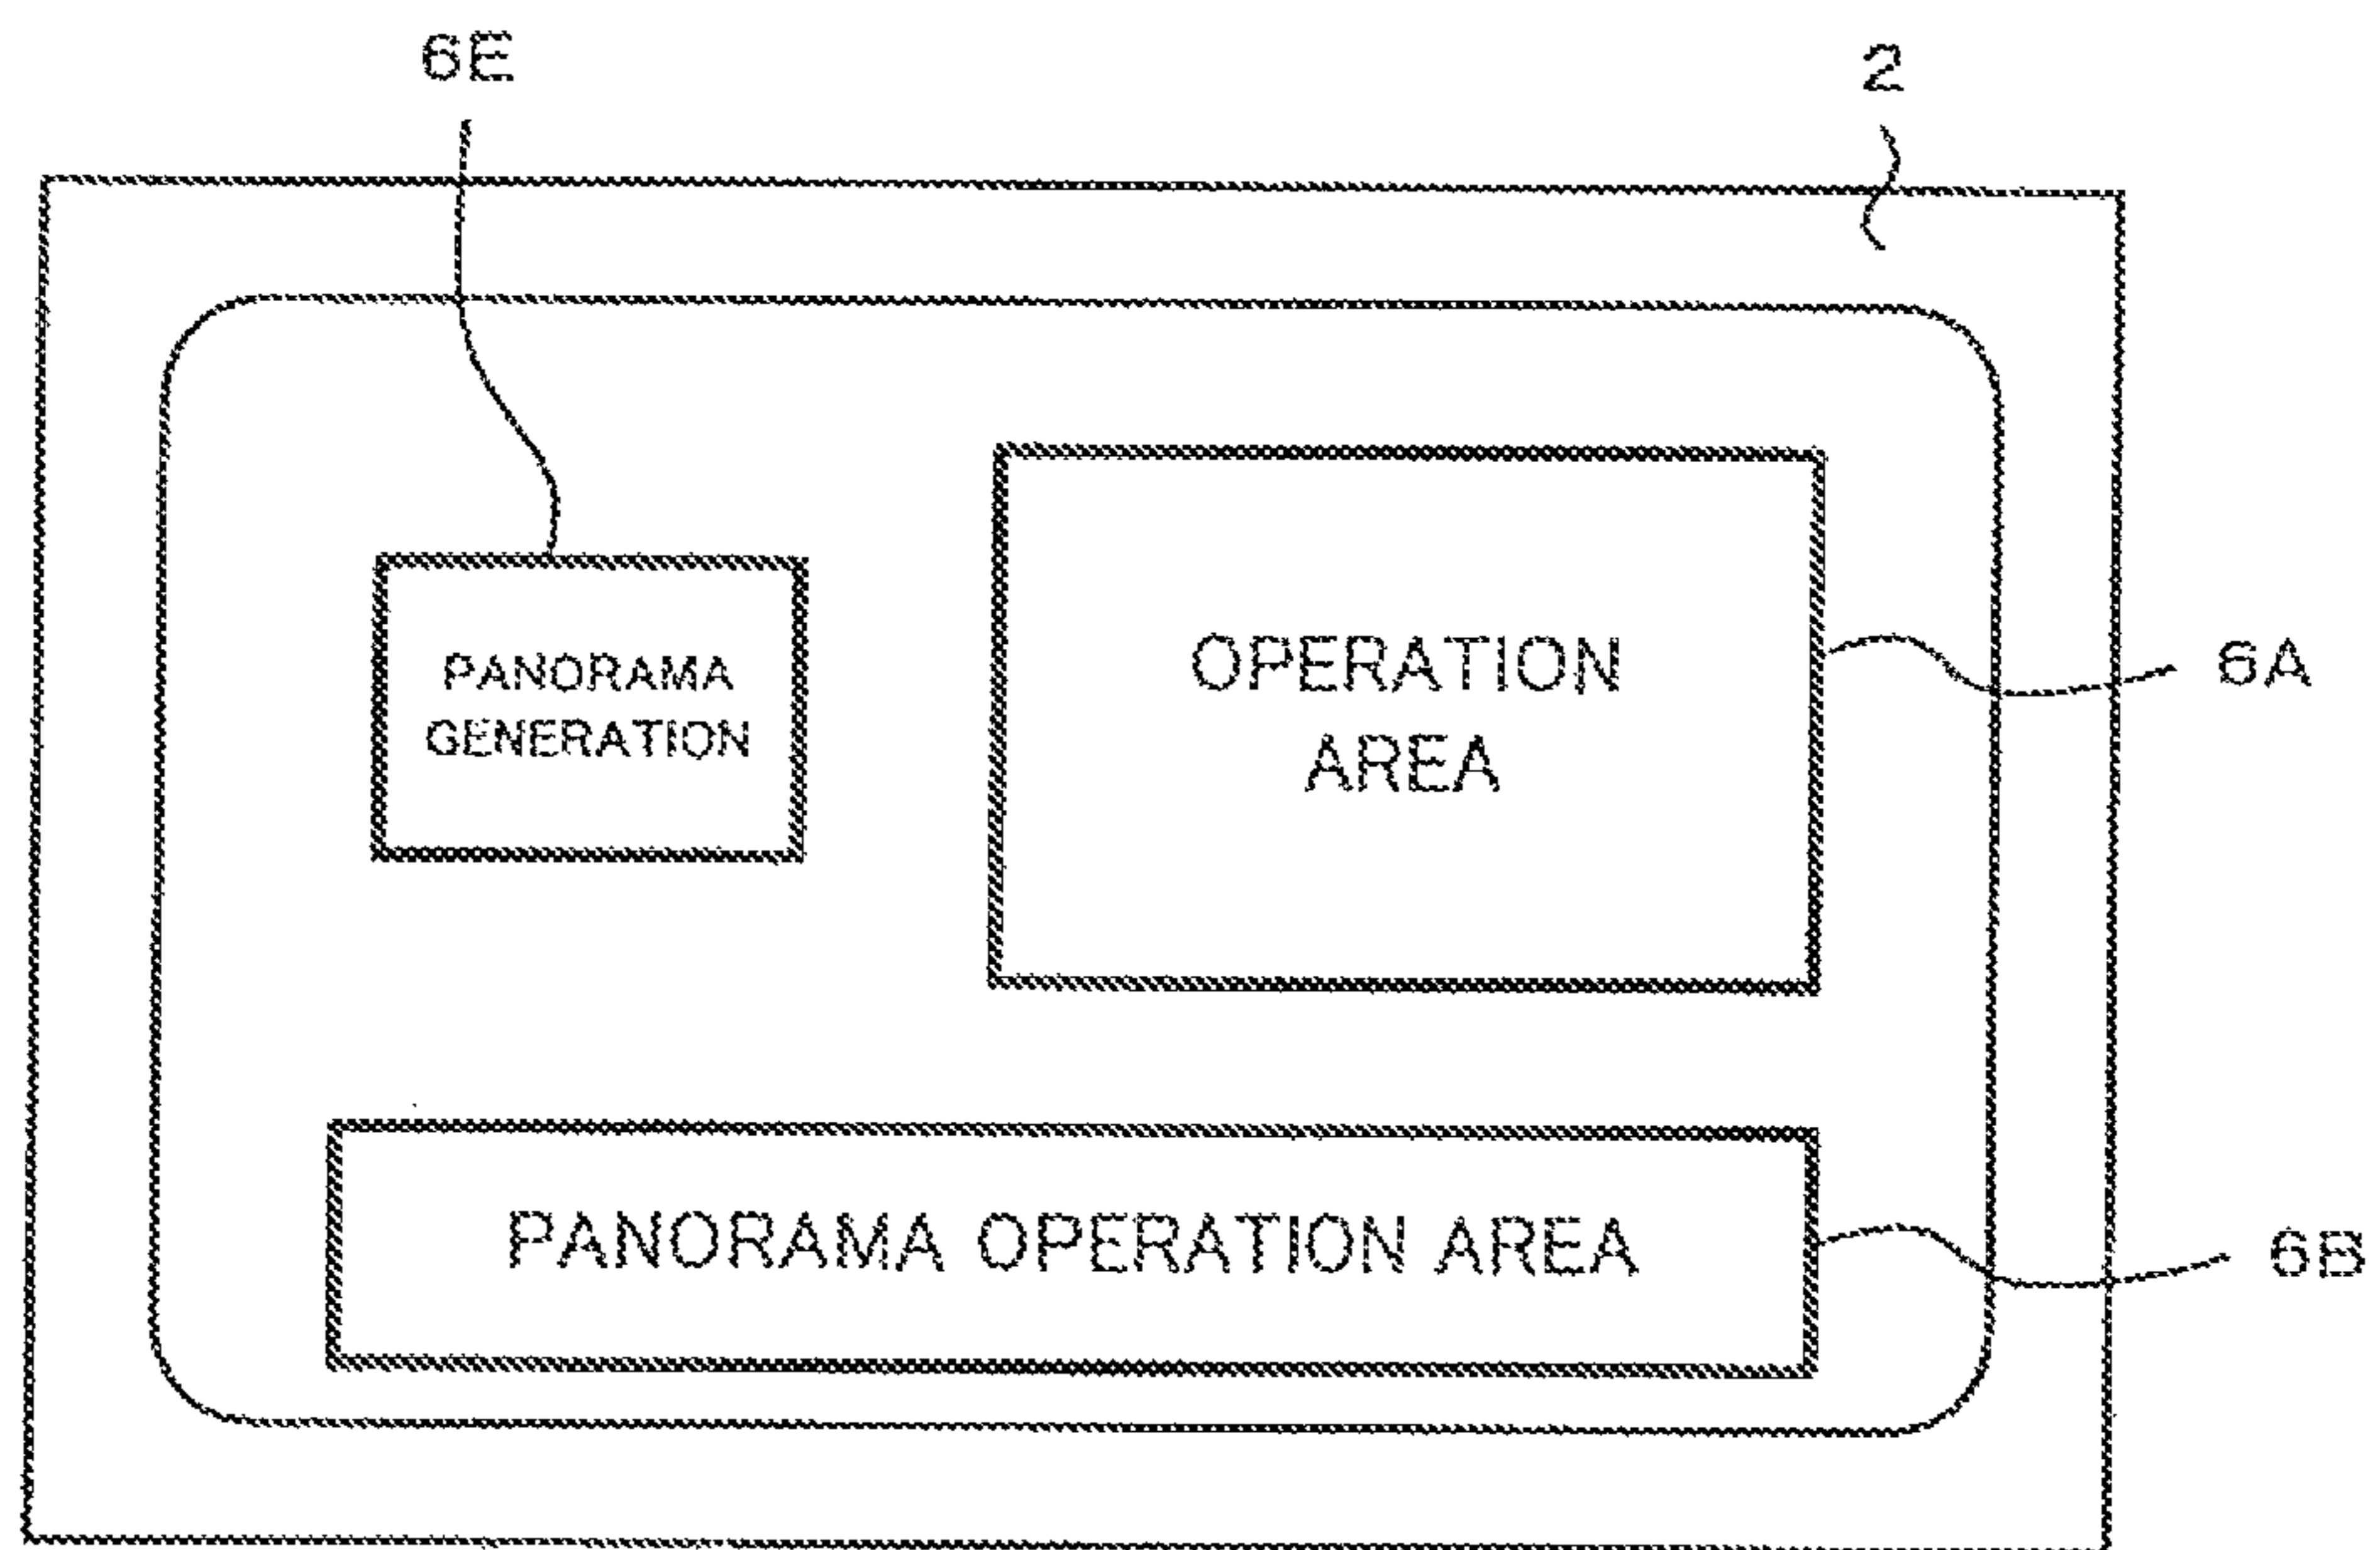 6E
2
PANORAMA
GENERATION
OPERATION
AREA
6A
PANORAMA OPERATION AREA
6B